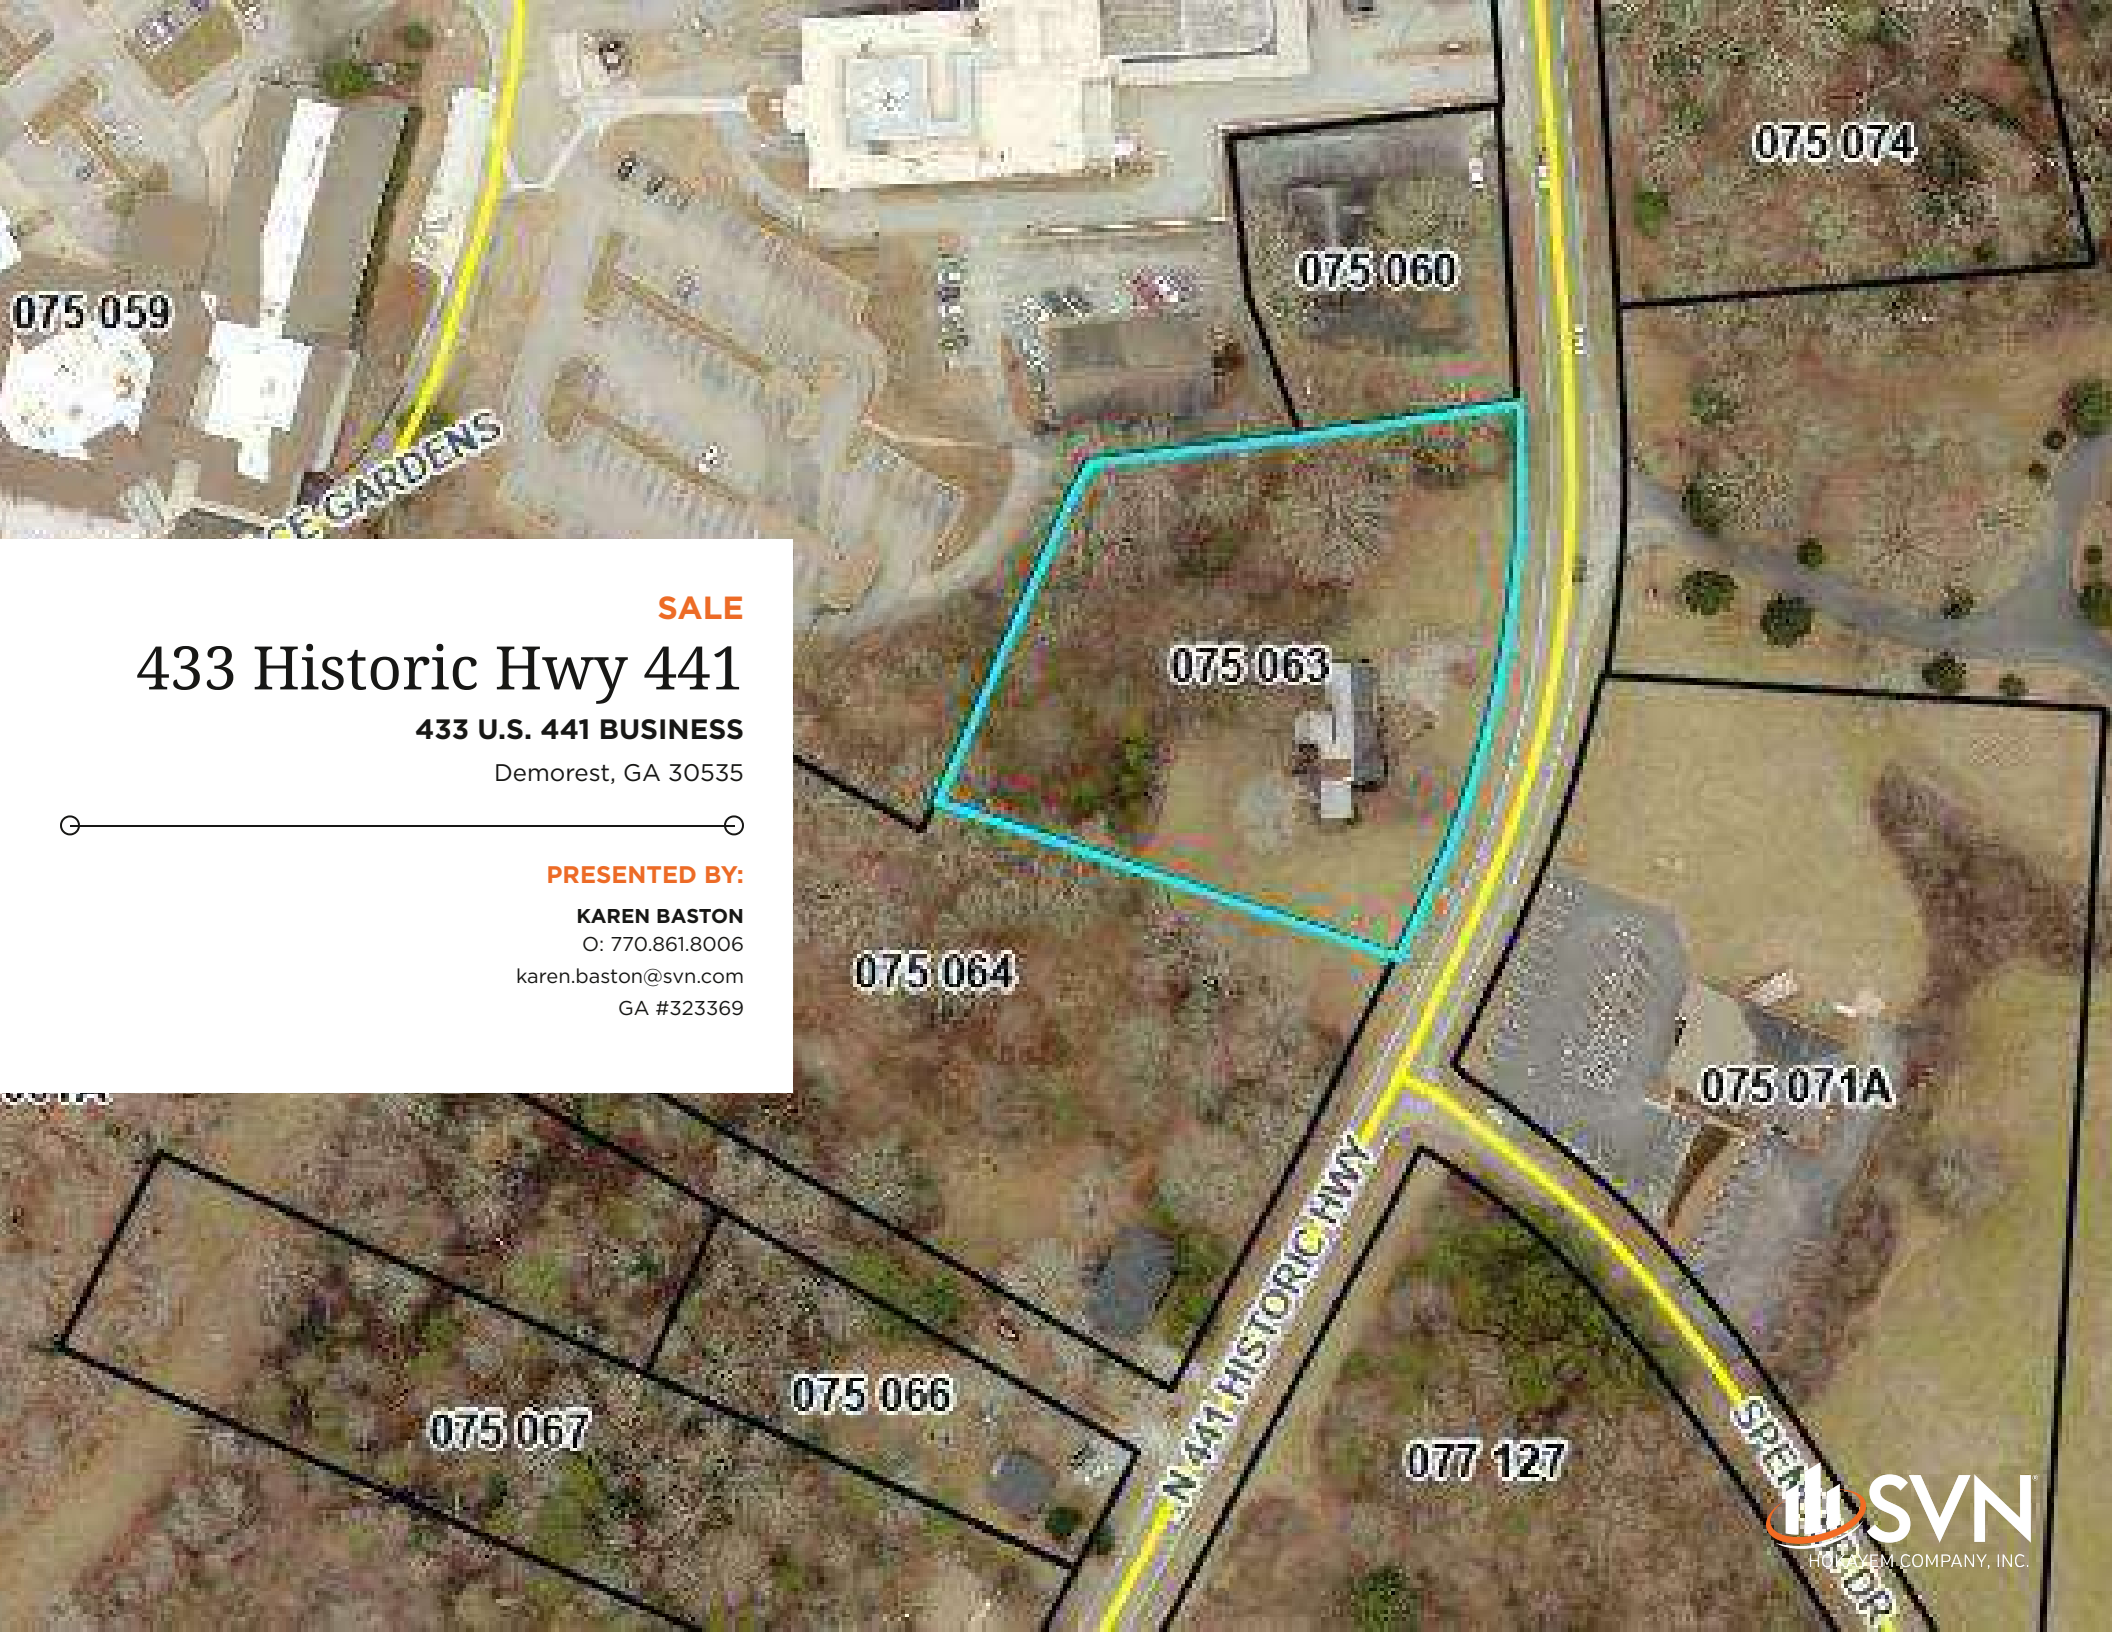 075 074
075 060
075 059
GARDENS
SALE
433 Historic Hwy 441
433 U.S. 441 BUSINESS
Demorest, GA 30535
PRESENTED BY:
KAREN BASTON
O: 770.861.8006
karen.baston@svn.com
GA #323369
075 063
075 064
075 071A
075 066
075 067
N 441 HISTORIC HWY
077 127
DR
SVN
HOKAYEM COMPANY, INC.